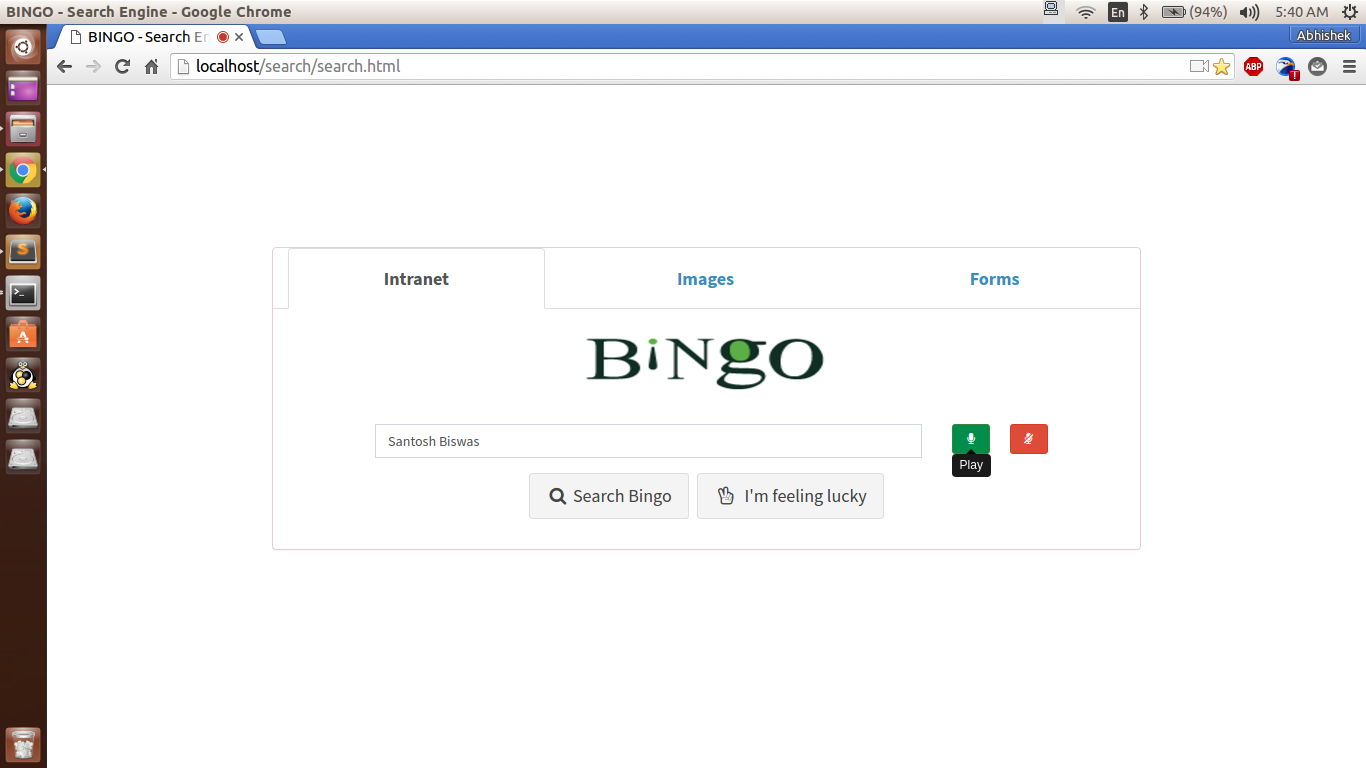 BINGO - Search Engine - Google Chrome
En
(94%)
5:40 AM
BINGO - Search Er
Abhishek
localhost/search/search.html
ABP
!
Intranet
Images
Forms
BiNgO
Santosh Biswas
Play
Search Bingo
I'm feeling lucky
S
A